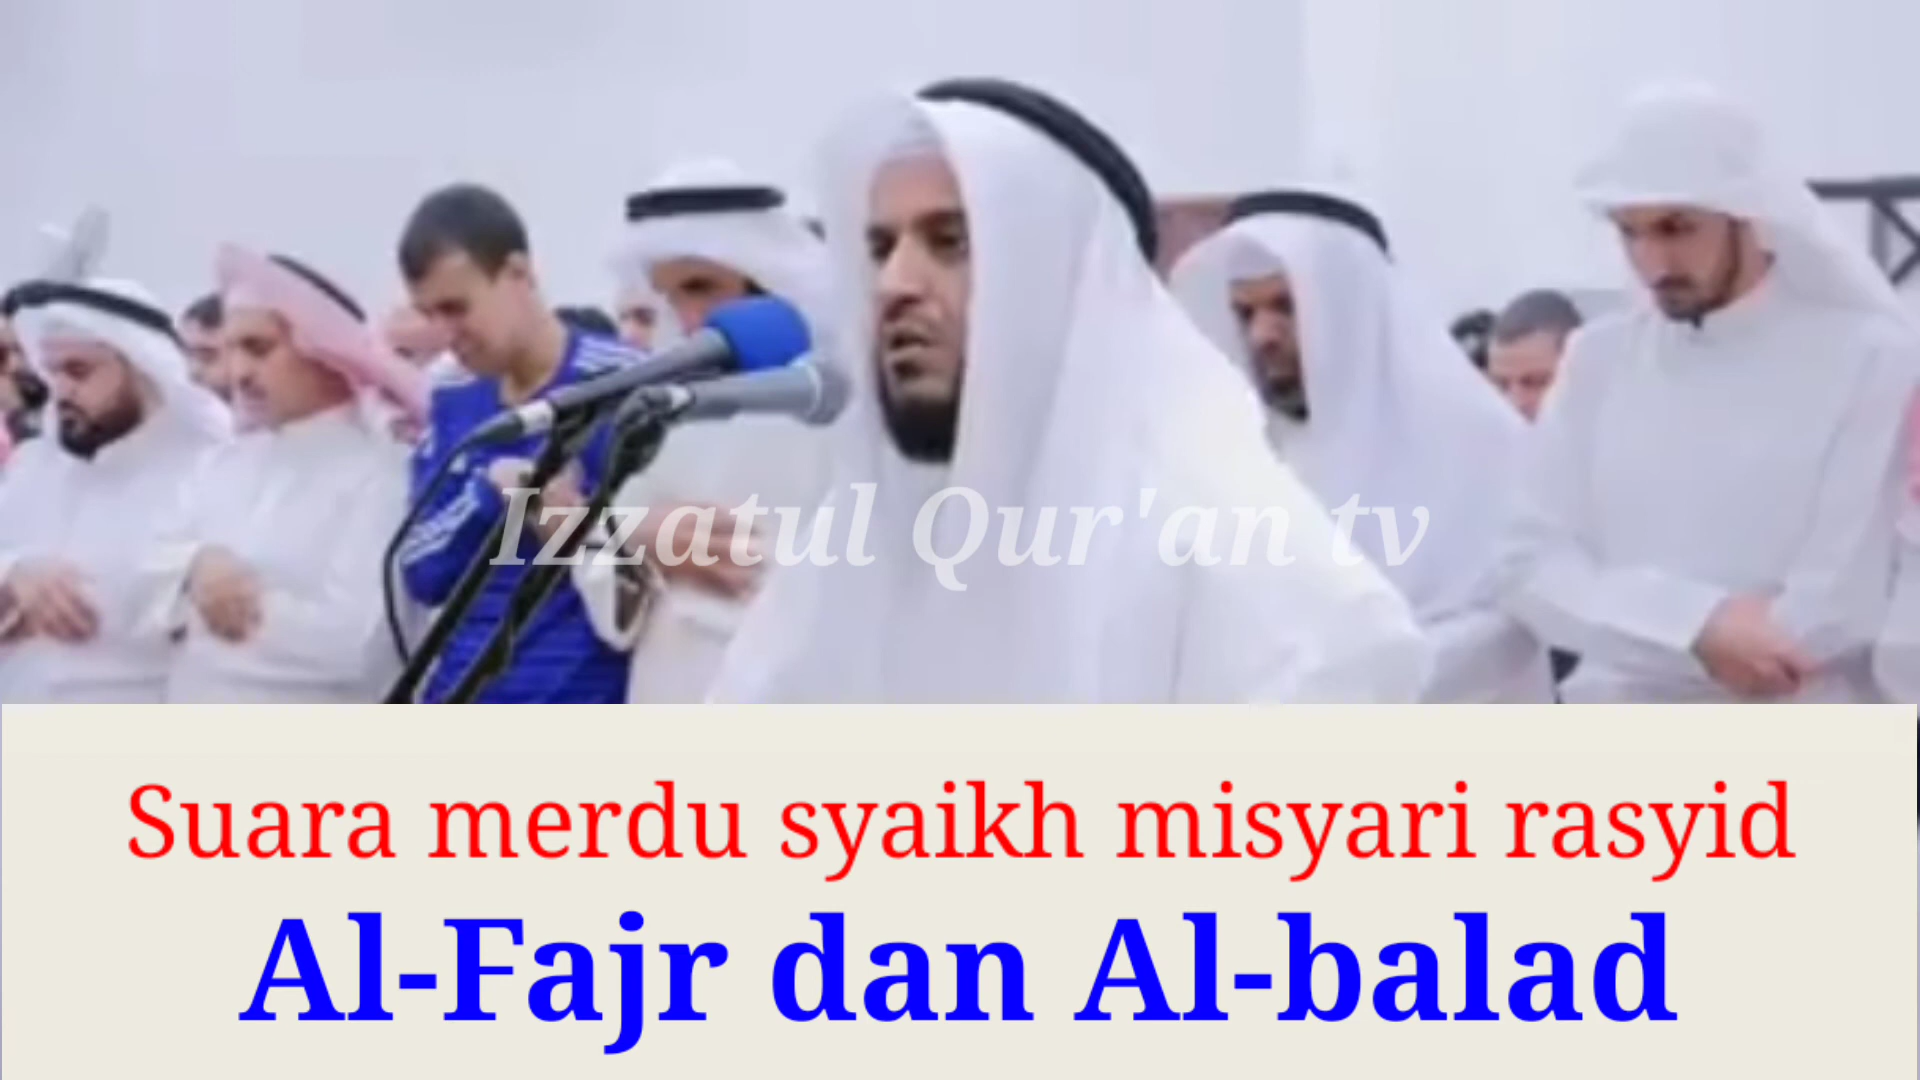 Izzatul Qur'an tv
Suara merdu syaikh misyari rasyid
Al-Fajr dan Al-balad